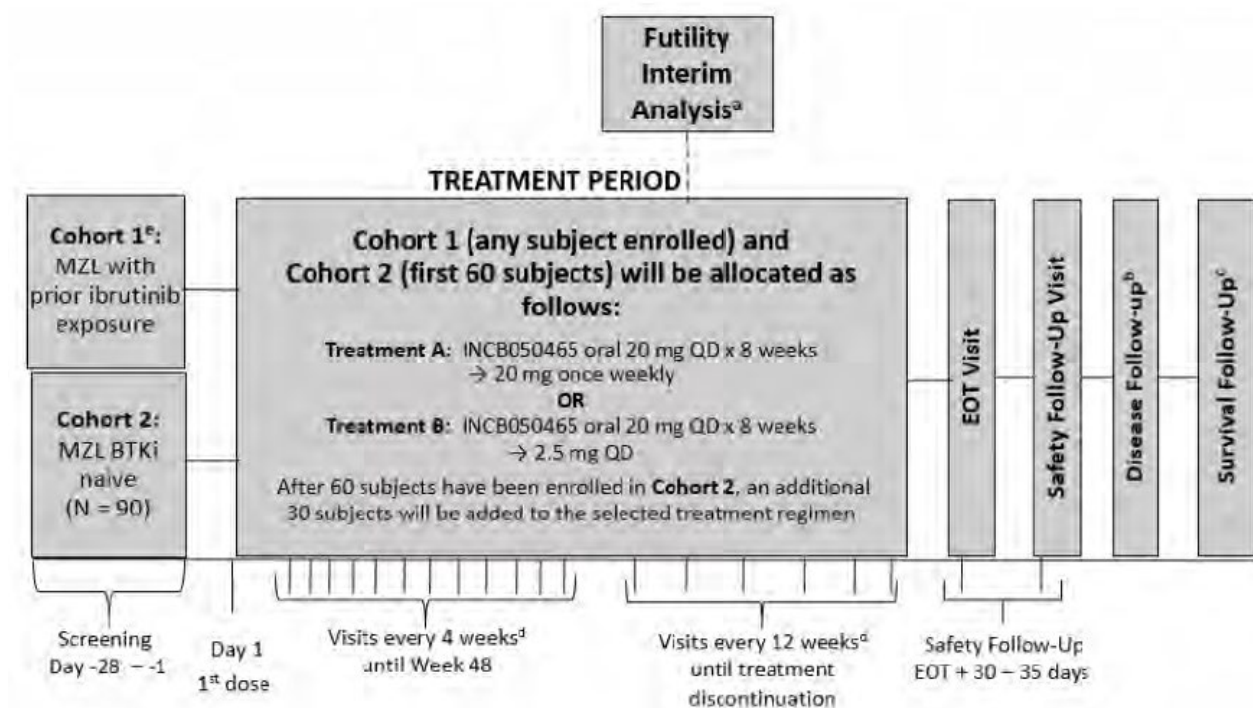 Futility
Interim
Analysisᵃ
TREATMENT PERIOD
Cohort 1ᵉ:
MZL with
prior ibrutinib
exposure
Cohort 2:
MZL BTKi
naive
(N = 90)
Cohort 1 (any subject enrolled) and
Cohort 2 (first 60 subjects) will be allocated as
follows:
Treatment A: INCB050465 oral 20 mg QD x 8 weeks
→ 20 mg once weekly
OR
Treatment B: INCB050465 oral 20 mg QD x 8 weeks
→ 2.5 mg QD
After 60 subjects have been enrolled in Cohort 2, an additional
30 subjects will be added to the selected treatment regimen
EOT Visit
Safety Follow-Up Visit
Disease Follow-upᵇ
Survival Follow-Upᶜ
Screening
Day -28 – -1
Day 1
1ˢᵗ dose
Visits every 4 weeksᵈ
until Week 48
Visits every 12 weeksᵈ
until treatment
discontinuation
Safety Follow-Up
EOT + 30 – 35 days